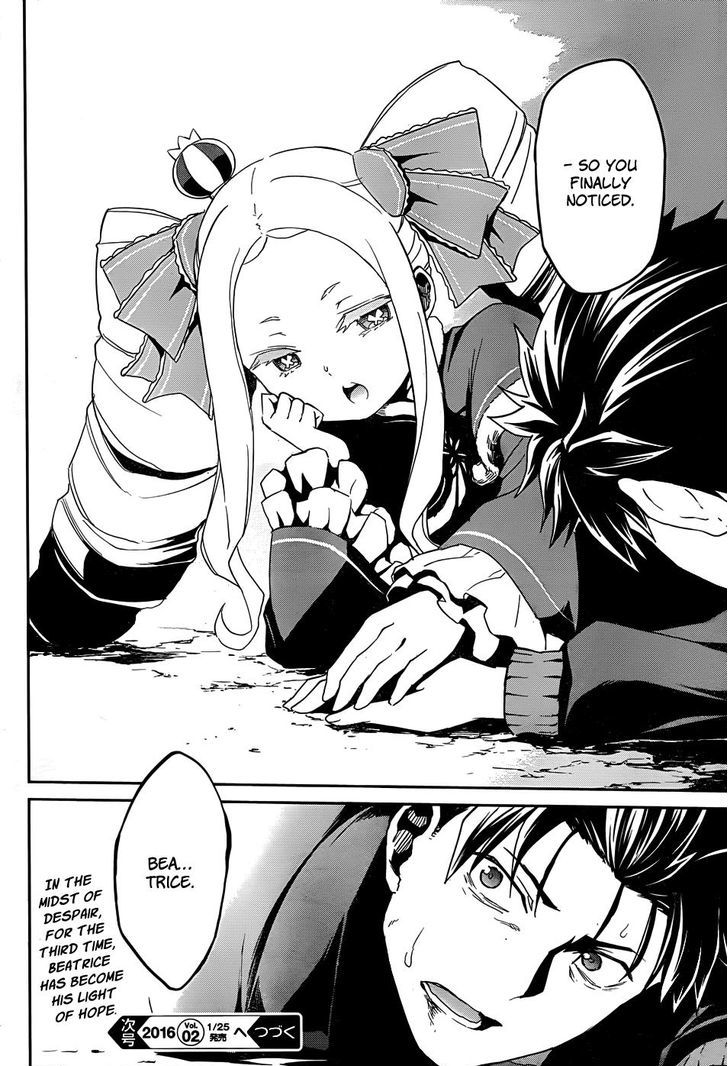 – SO YOU
FINALLY
NOTICED.
BEA...
TRICE.
IN THE
MIDST OF
DESPAIR,
FOR THE
THIRD TIME,
BEATRICE
HAS BECOME
HIS LIGHT
OF HOPE.
次号 2016 Vol. 02 1/25 発売 へつづく